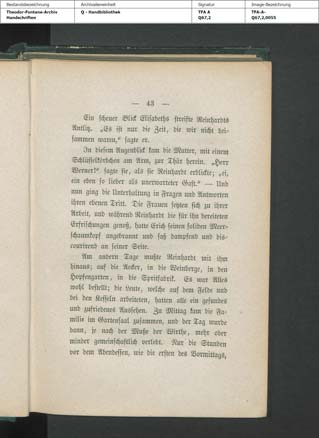 Bestandsbezeichnung Archivalieneinheit Signatur Image-Bezeichnung
Theodor-Fontane-Archiv Q - Handbibliothek TFA A TFA-A-
Handschriften Q67,2 Q67,2,0055
— 43 —
Ein scheuer Blick Elisabeths streifte Reinhardts
Antlitz. „Es ist nur die Zeit, die wir nicht bei-
sammen waren,“ sagte er.
In diesem Augenblick kam die Mutter, mit einem
Schlüsselkörbchen am Arm, zur Thür herein. „Herr
Werner!“ sagte sie, als sie Reinhardt erblickte; „ei,
ein eben so lieber als unerwarteter Gast.“ — Und
nun ging die Unterhaltung in Fragen und Antworten
ihren ebenen Tritt. Die Frauen setzten sich zu ihrer
Arbeit, und während Reinhardt die für ihn bereiteten
Erfrischungen genoß, hatte Erich seinen soliden Meer-
schaumkopf angebrannt und saß dampfend und dis-
courirend an seiner Seite.
Am andern Tage mußte Reinhardt mit ihm
hinaus; auf die Aecker, in die Weinberge, in den
Hopfengarten, in die Spritfabrik. Es war Alles
wohl bestellt; die Leute, welche auf dem Felde und
bei den Kesseln arbeiteten, hatten alle ein gesundes
und zufriedenes Aussehen. Zu Mittag kam die Fa-
milie im Gartensaal zusammen, und der Tag wurde
dann, je nach der Muße der Wirthe, mehr oder
minder gemeinschaftlich verlebt. Nur die Stunden
vor dem Abendessen, wie die ersten des Vormittags,